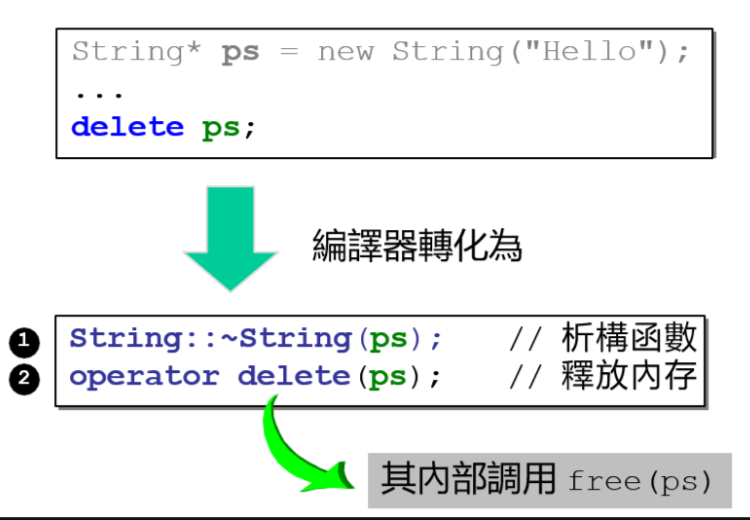 String* ps = new String("Hello");
...
delete ps;
編譯器轉化為
❶ String::~String(ps); // 析構函數
❷ operator delete(ps); // 釋放內存
其內部調用 free(ps)